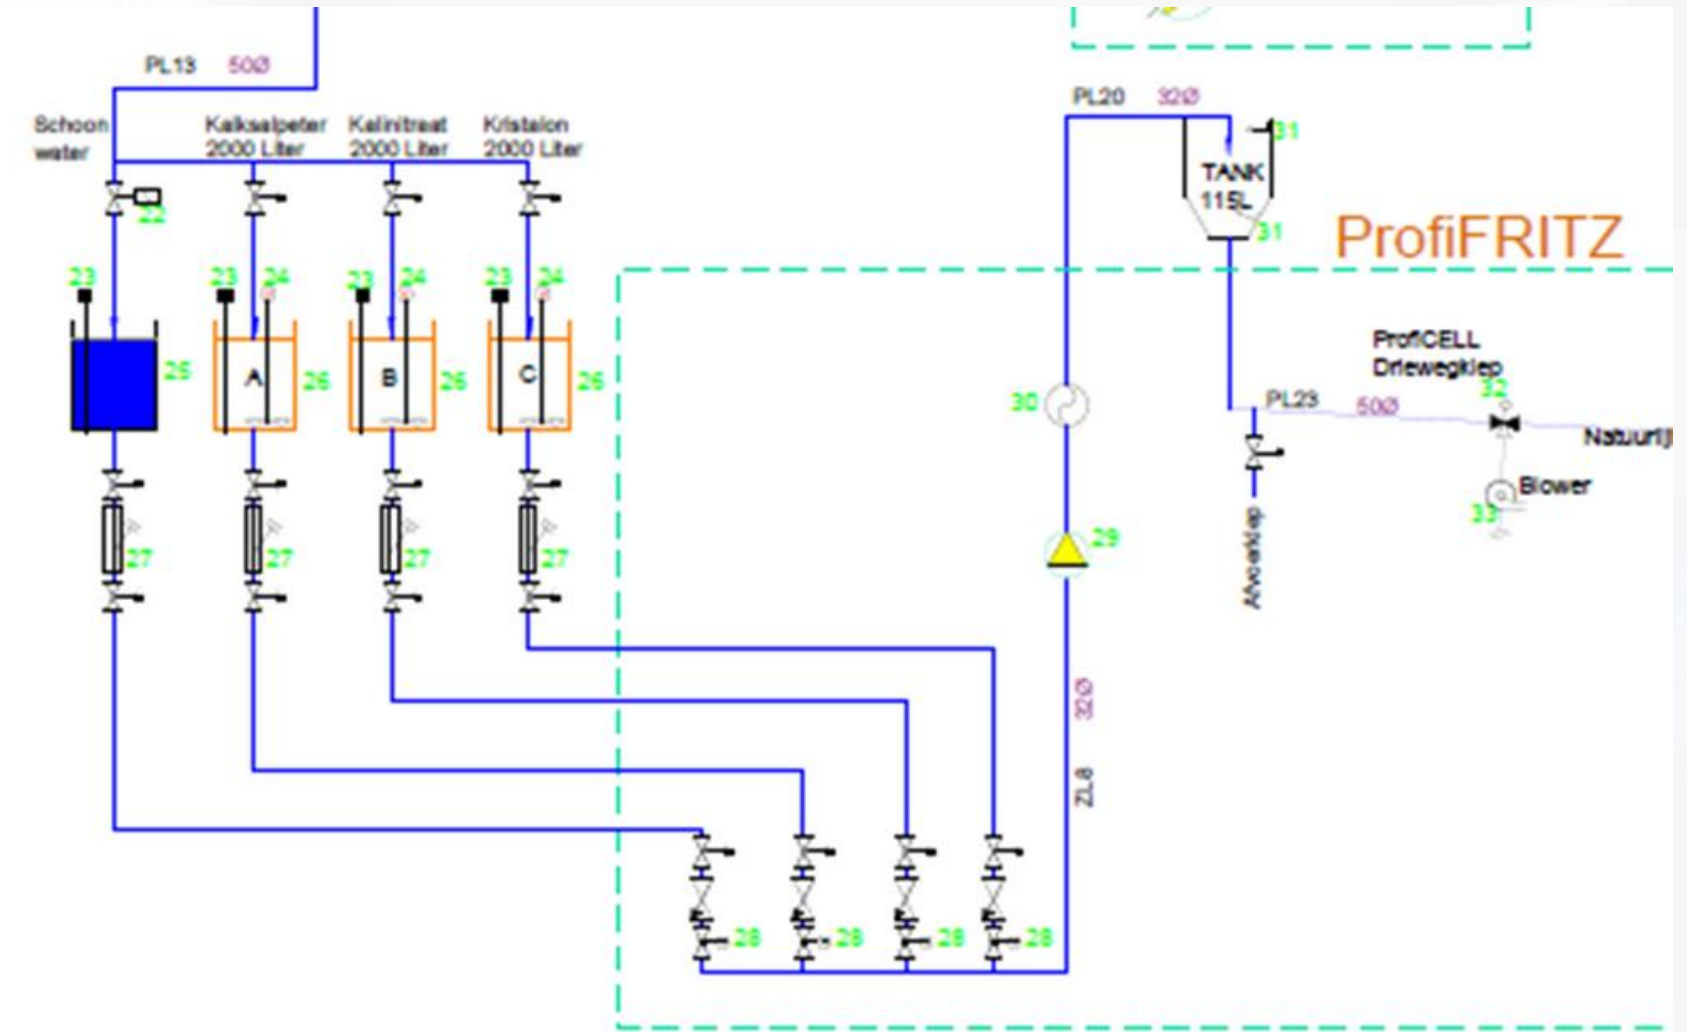 PL13 50Ø
PL20 32Ø
Schoon
water
Kalksalpeter
2000 Liter
Kalinitraat
2000 Liter
Kristalon
2000 Liter
31
TANK
115L
31
22
ProfiFRITZ
23
23
24
23
24
23
24
25
A
26
B
26
C
26
30
ProfiCELL
Driewegklep
32
PL23 50Ø
Natuurlij
Blower
33
29
27
27
27
27
Afvoerklep
32Ø
ZL8
28
28
28
28